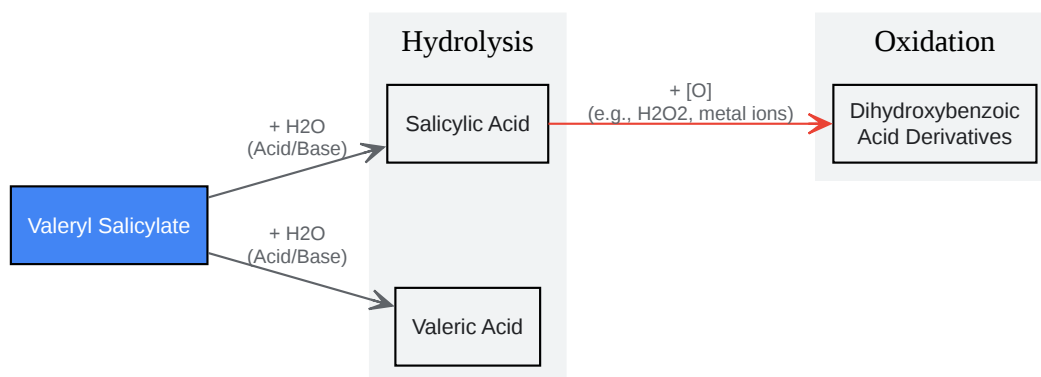 Hydrolysis
Oxidation
+ [O]
(e.g., H2O2, metal ions)
Salicylic Acid
Dihydroxybenzoic
Acid Derivatives
+ H2O
(Acid/Base)
Valeryl Salicylate
+ H2O
(Acid/Base)
Valeric Acid